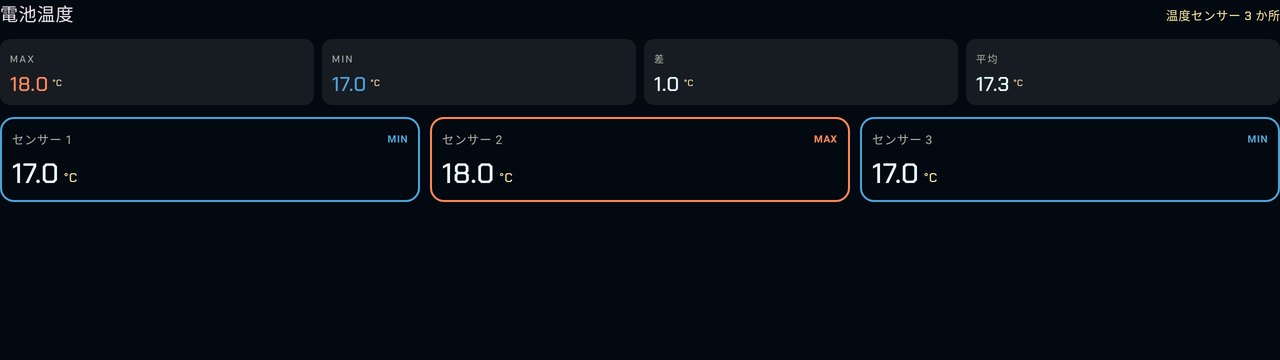 電池温度
温度センサー 3 か所
MAX
18.0 °C
MIN
17.0 °C
差
1.0 °C
平均
17.3 °C
センサー 1
MIN
17.0 °C
センサー 2
MAX
18.0 °C
センサー 3
MIN
17.0 °C